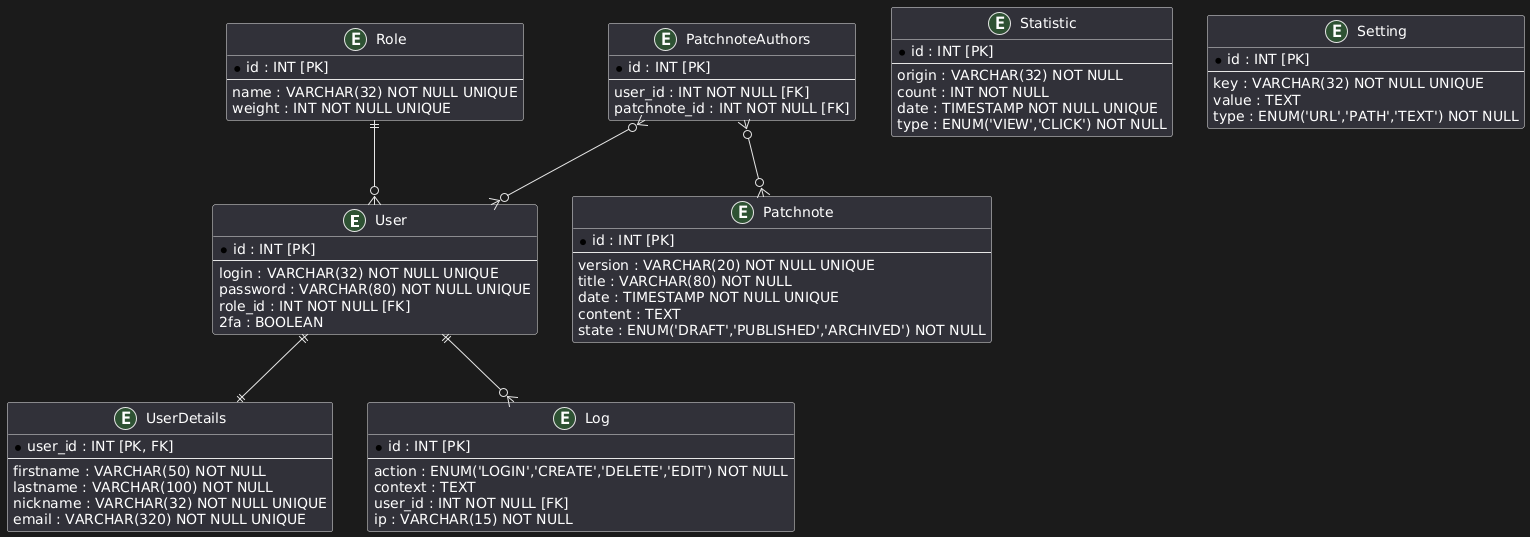 E Role
id : INT [PK]
name : VARCHAR(32) NOT NULL UNIQUE
weight : INT NOT NULL UNIQUE
E PatchnoteAuthors
id : INT [PK]
user_id : INT NOT NULL [FK]
patchnote_id : INT NOT NULL [FK]
E Statistic
id : INT [PK]
origin : VARCHAR(32) NOT NULL
count : INT NOT NULL
date : TIMESTAMP NOT NULL UNIQUE
type : ENUM('VIEW','CLICK') NOT NULL
E Setting
id : INT [PK]
key : VARCHAR(32) NOT NULL UNIQUE
value : TEXT
type : ENUM('URL','PATH','TEXT') NOT NULL
E User
id : INT [PK]
login : VARCHAR(32) NOT NULL UNIQUE
password : VARCHAR(80) NOT NULL UNIQUE
role_id : INT NOT NULL [FK]
2fa : BOOLEAN
E Patchnote
id : INT [PK]
version : VARCHAR(20) NOT NULL UNIQUE
title : VARCHAR(80) NOT NULL
date : TIMESTAMP NOT NULL UNIQUE
content : TEXT
state : ENUM('DRAFT','PUBLISHED','ARCHIVED') NOT NULL
E UserDetails
user_id : INT [PK, FK]
firstname : VARCHAR(50) NOT NULL
lastname : VARCHAR(100) NOT NULL
nickname : VARCHAR(32) NOT NULL UNIQUE
email : VARCHAR(320) NOT NULL UNIQUE
E Log
id : INT [PK]
action : ENUM('LOGIN','CREATE','DELETE','EDIT') NOT NULL
context : TEXT
user_id : INT NOT NULL [FK]
ip : VARCHAR(15) NOT NULL